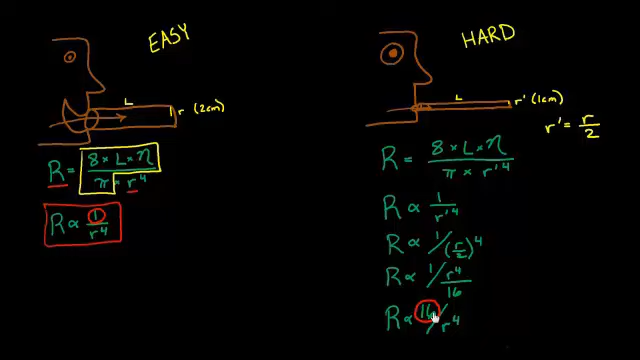 EASY
L
r (2cm)
R = 8 × L × η / π × r⁴
R ∝ 1 / r⁴
HARD
L
r' (1cm)
r' = r / 2
R = 8 × L × η / π × r'⁴
R ∝ 1 / r'⁴
R ∝ 1 / (r/2)⁴
R ∝ 1 / r⁴/16
R ∝ 16 / r⁴